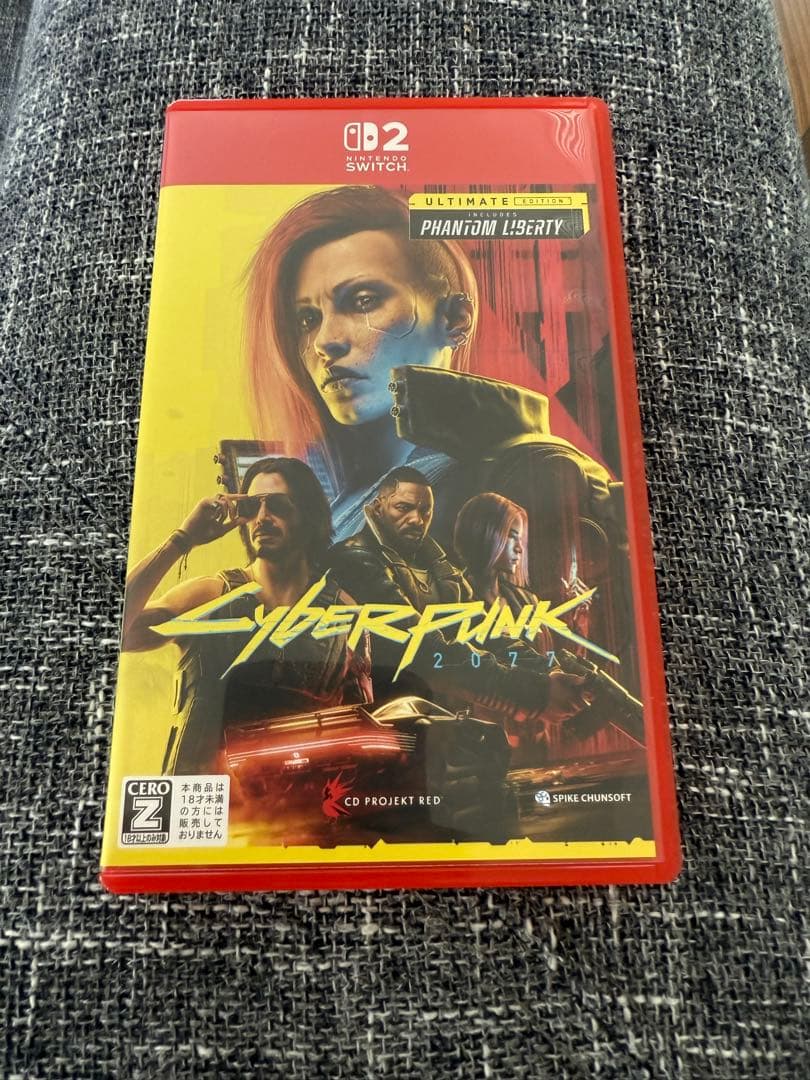 2
NINTENDO
SWITCH
ULTIMATE EDITION
INCLUDES
PHANTOM LIBERTY
CYBERPUNK
2077
CERO
Z
18才以上のみ対象
本商品は
18才未満
の方には
販売して
おりません
CD PROJEKT RED
SPIKE CHUNSOFT